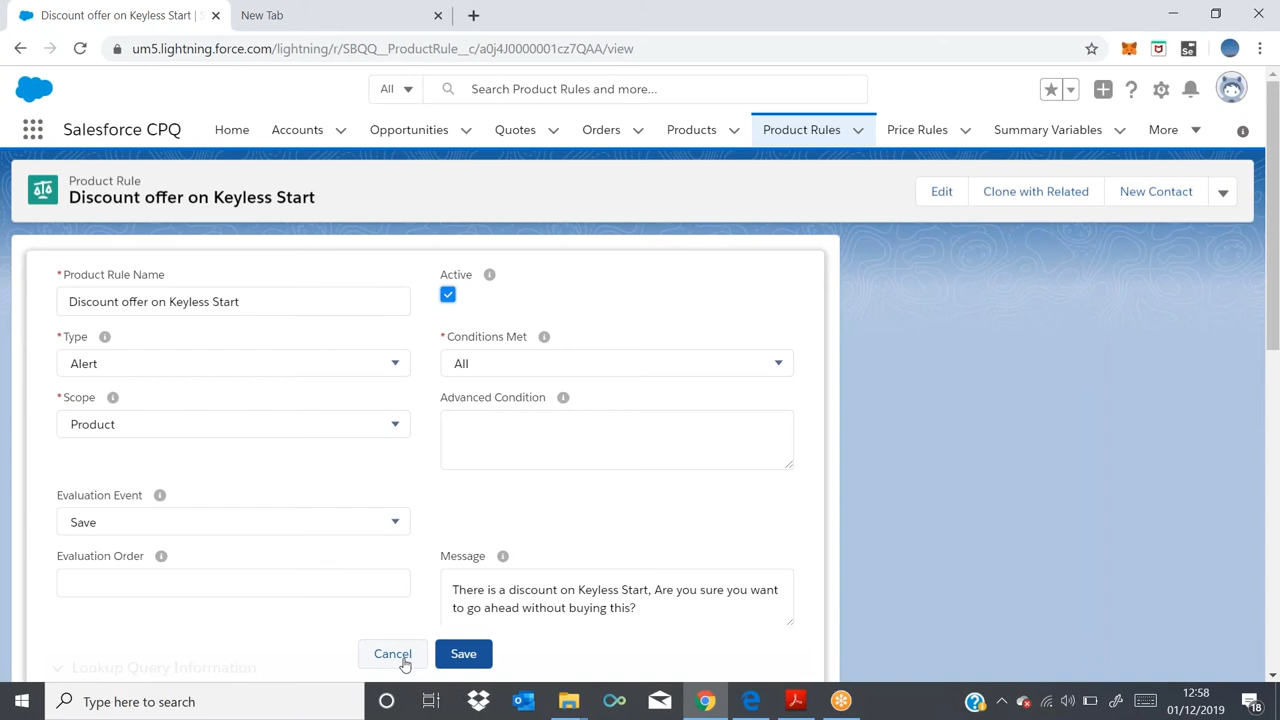 Discount offer on Keyless Start | S
New Tab
um5.lightning.force.com/lightning/r/SBQQ__ProductRule__c/a0j4J0000001cz7QAA/view
All
Search Product Rules and more...
Salesforce CPQ
Home
Accounts
Opportunities
Quotes
Orders
Products
Product Rules
Price Rules
Summary Variables
More
Product Rule
Discount offer on Keyless Start
Edit
Clone with Related
New Contact
*Product Rule Name
Active
Discount offer on Keyless Start
*Type
*Conditions Met
Alert
All
*Scope
Advanced Condition
Product
Evaluation Event
Save
Evaluation Order
Message
There is a discount on Keyless Start, Are you sure you want
to go ahead without buying this?
Cancel
Save
Lookup Query Information
Type here to search
12:58
01/12/2019
18